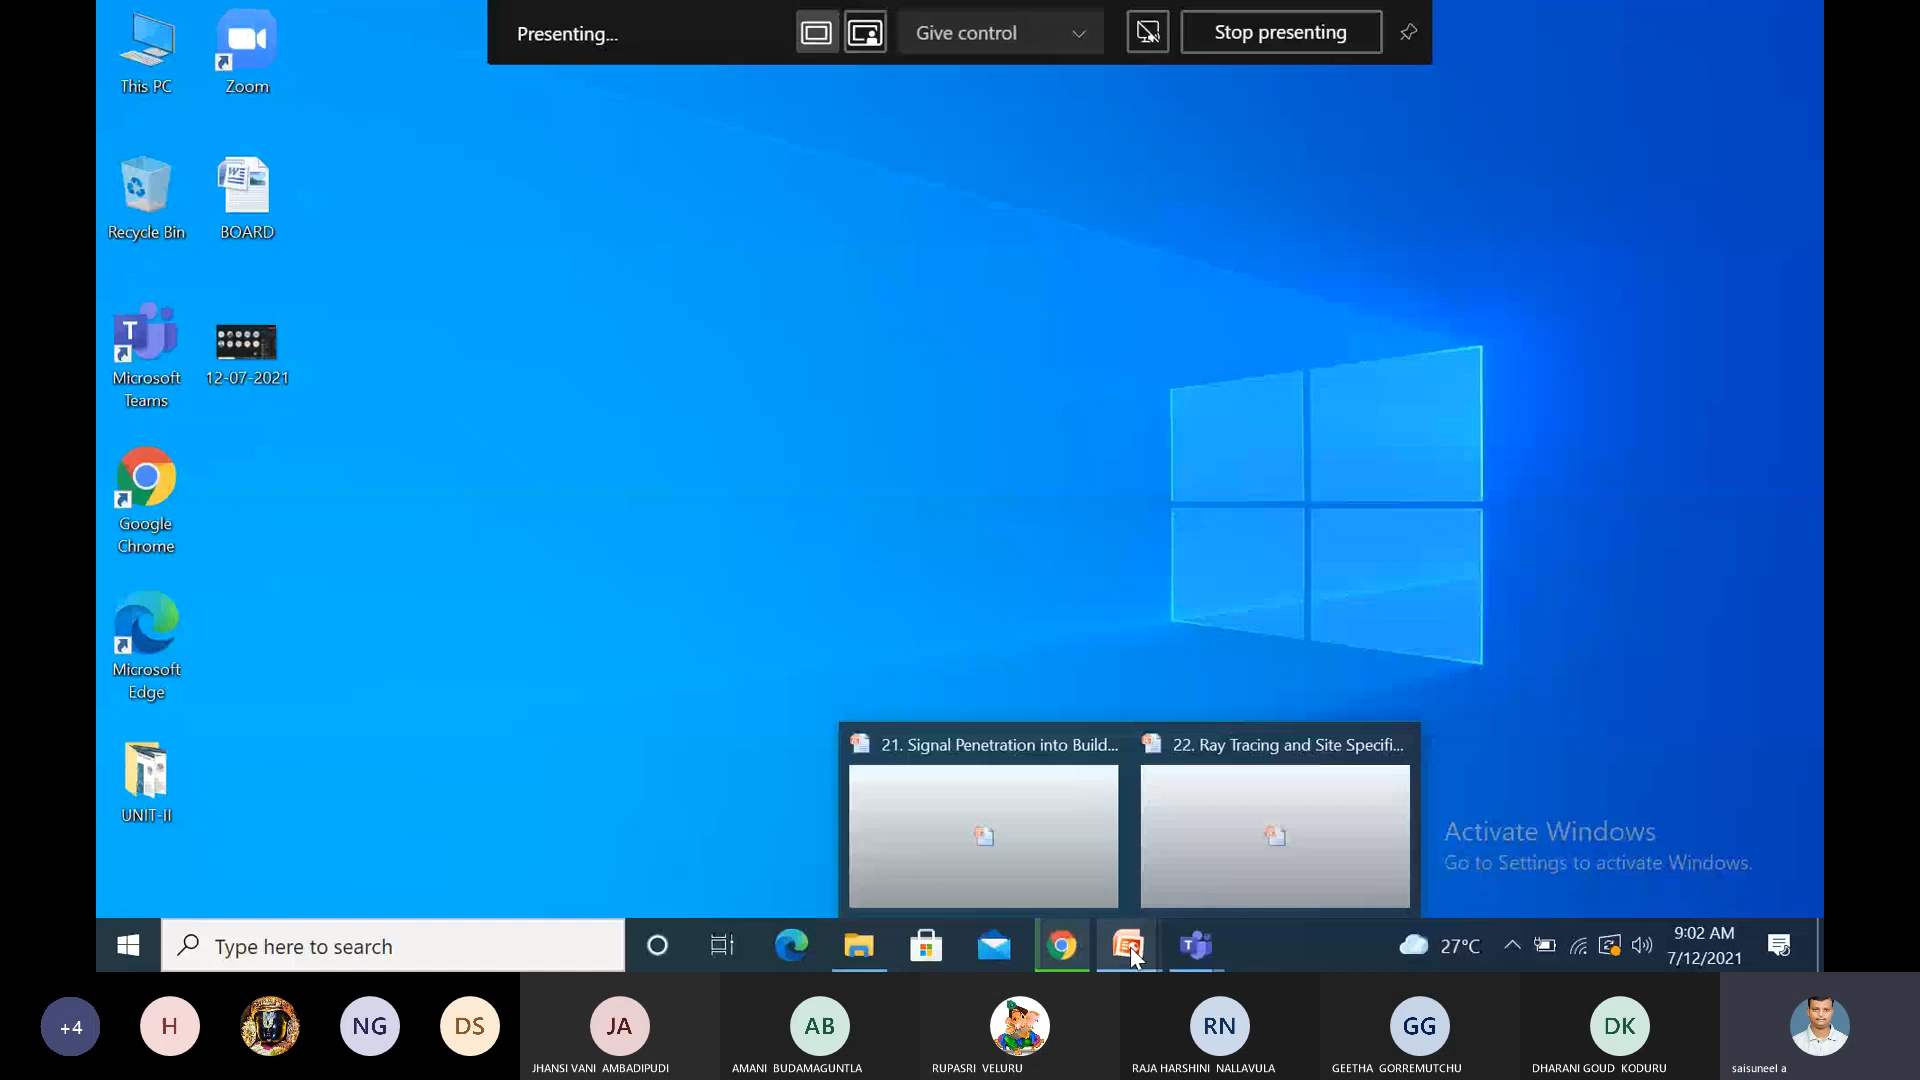 Presenting...
Give control
Stop presenting
This PC
Zoom
Recycle Bin
BOARD
Microsoft
Teams
12-07-2021
Google
Chrome
Microsoft
Edge
UNIT-II
21. Signal Penetration into Build...
22. Ray Tracing and Site Specifi...
Activate Windows
Go to Settings to activate Windows.
Type here to search
27°C
9:02 AM
7/12/2021
+4
H
NG
DS
JA
AB
RN
GG
DK
JHANSI VANI AMBADIPUDI
AMANI BUDAMAGUNTLA
RUPASRI VELURU
RAJA HARSHINI NALLAVULA
GEETHA GORREMUTCHU
DHARANI GOUD KODURU
saisuneel a